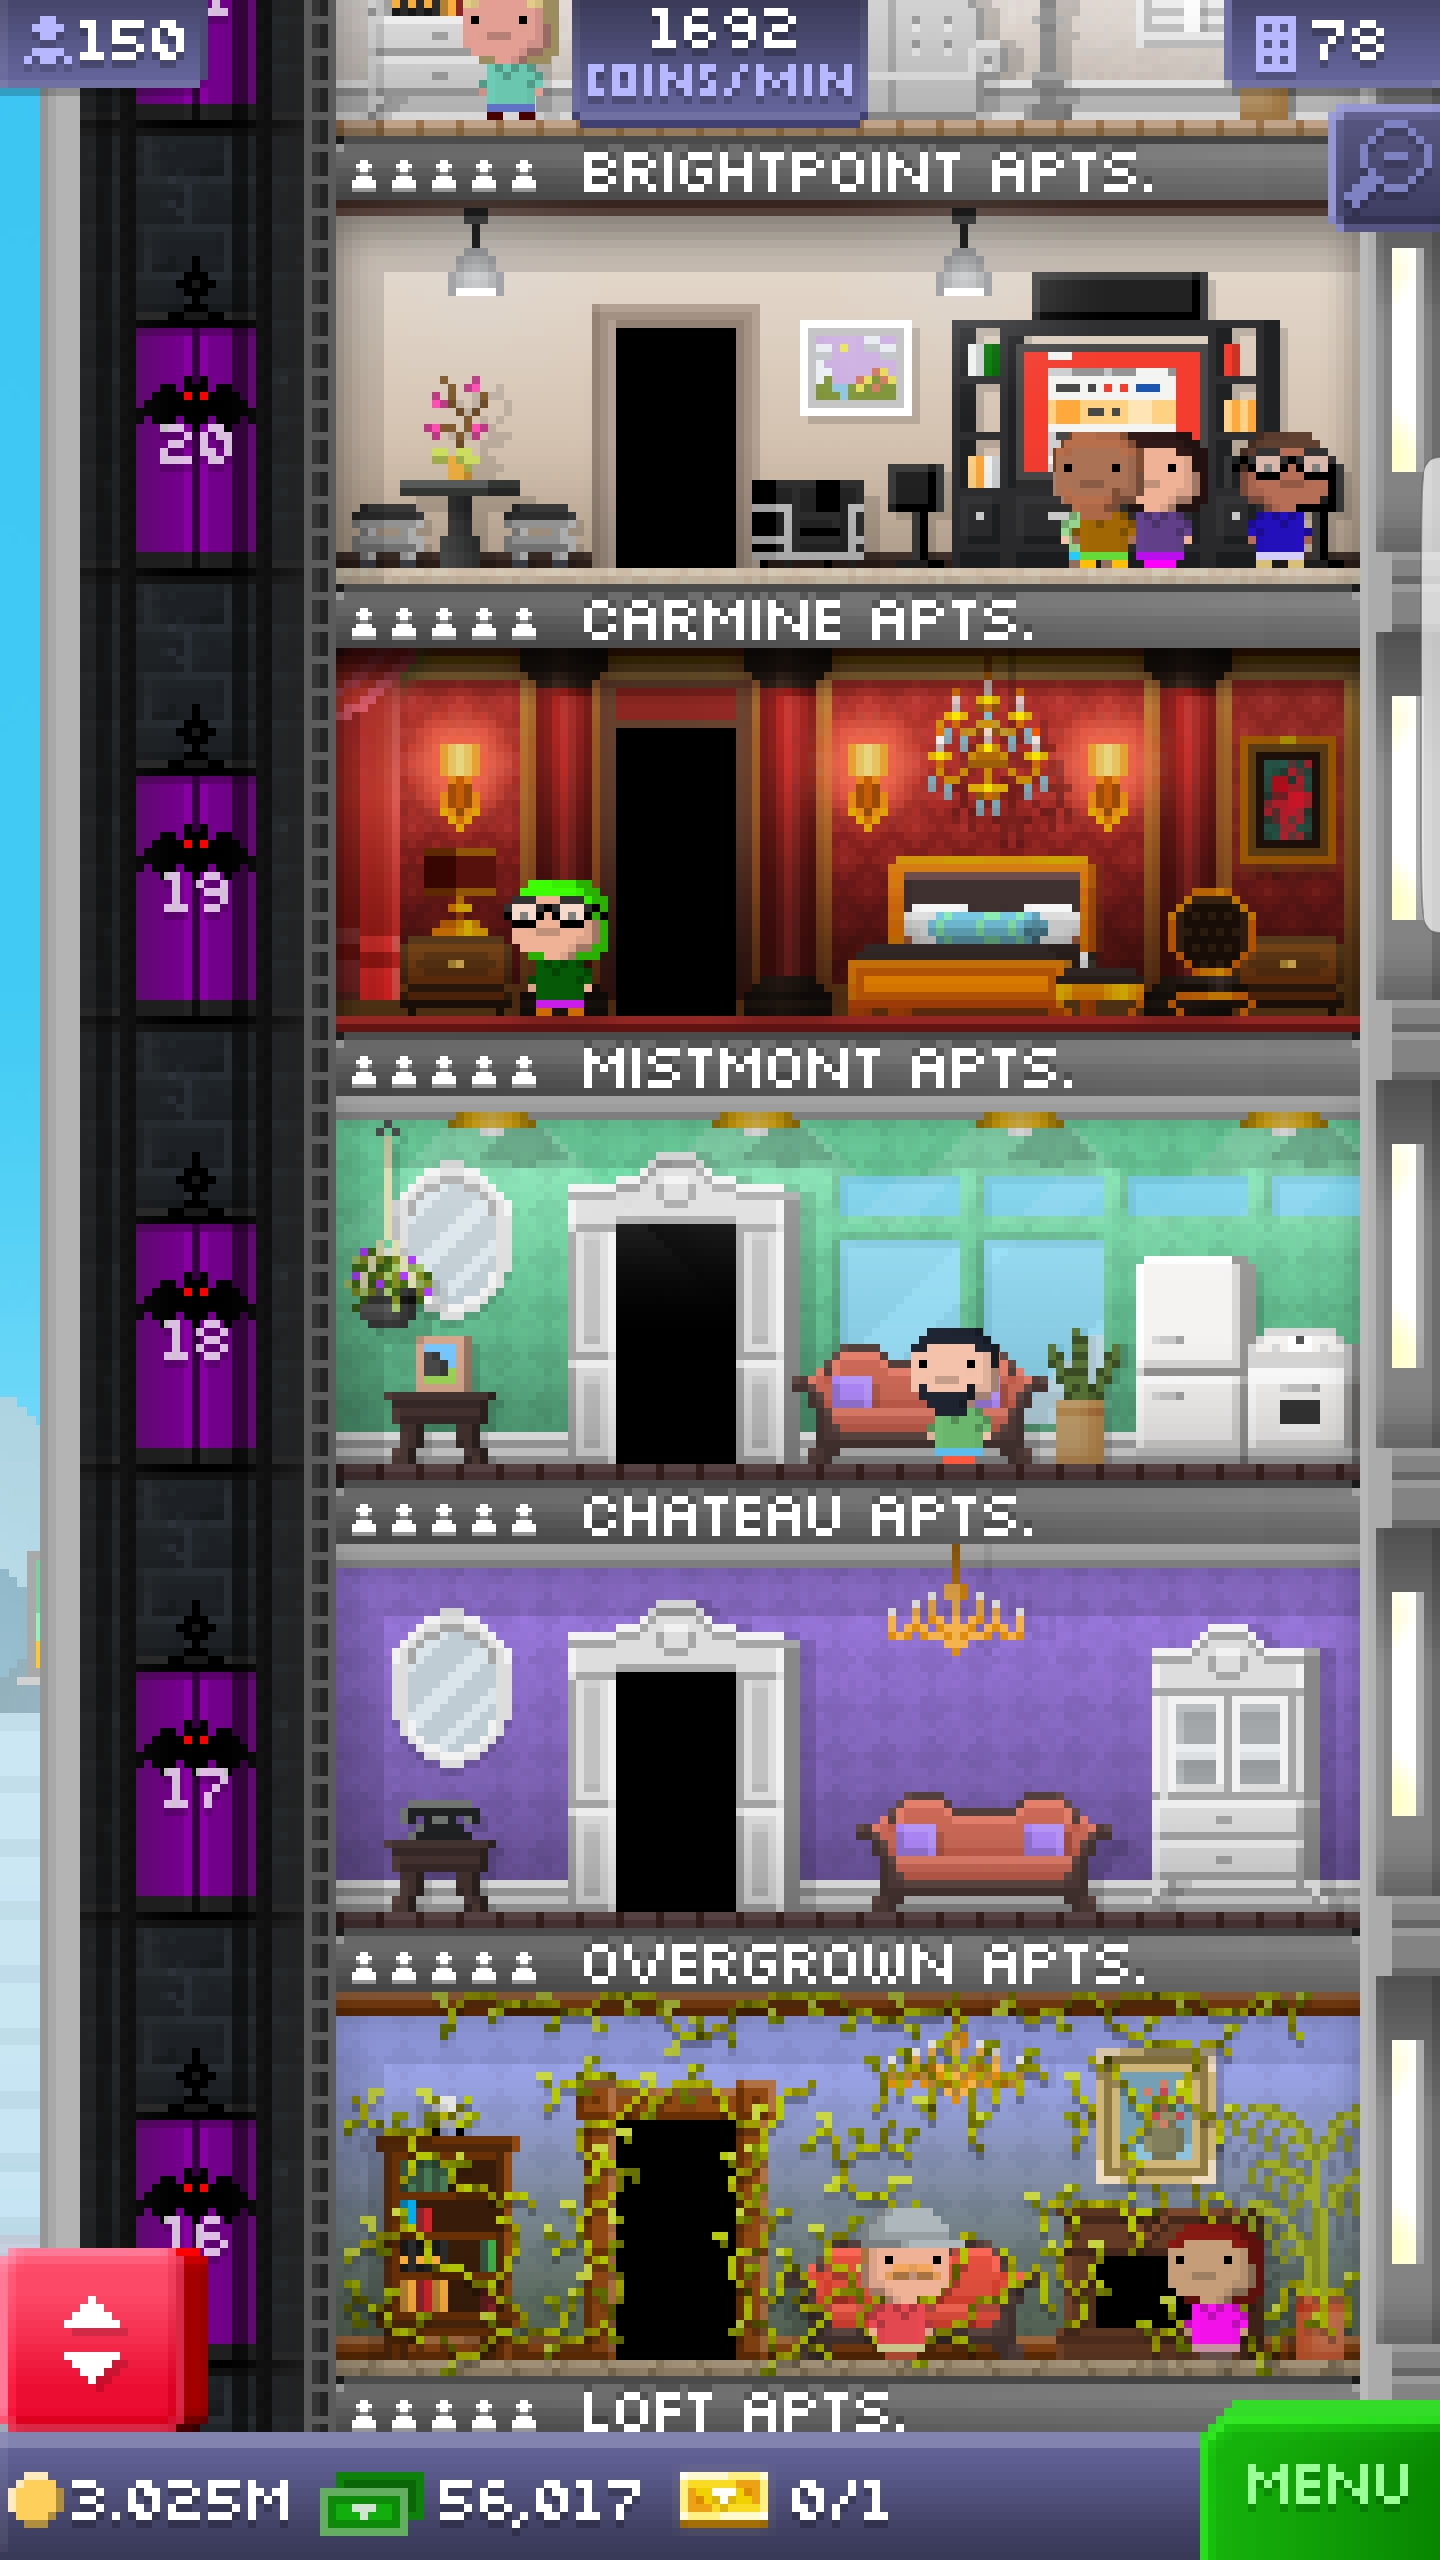 150
1692
COINS/MIN
78
BRIGHTPOINT APTS.
20
CARMINE APTS.
19
MISTMONT APTS.
18
CHATEAU APTS.
17
OVERGROWN APTS.
16
LOFT APTS.
3.025M 56,017 0/1 MENU